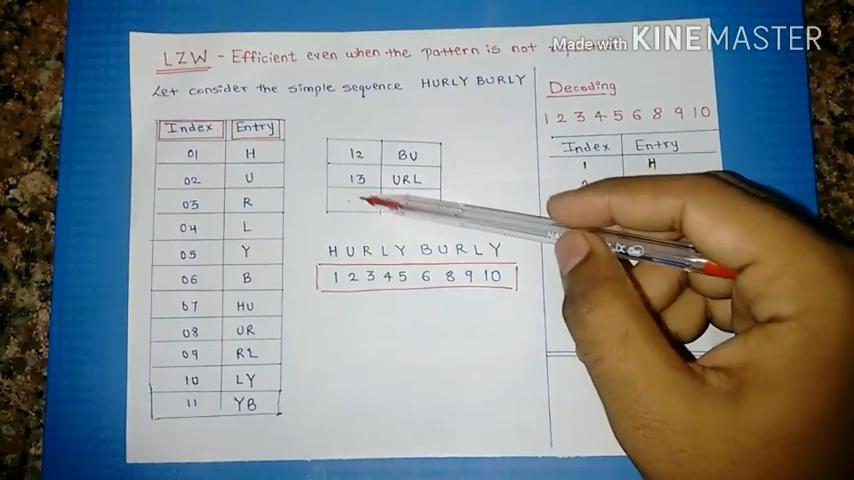 Made with KINEMASTER
LZW - Efficient even when the pattern is not
Let consider the simple sequence HURLY BURLY
Index Entry
01 H
02 U
03 R
04 L
05 Y
06 B
07 HU
08 UR
09 RL
10 LY
11 YB
12 BU
13 URL
HURLY BURLY
1 2 3 4 5 6 8 9 10
Decoding
1 2 3 4 5 6 8 9 10
Index Entry
1 H